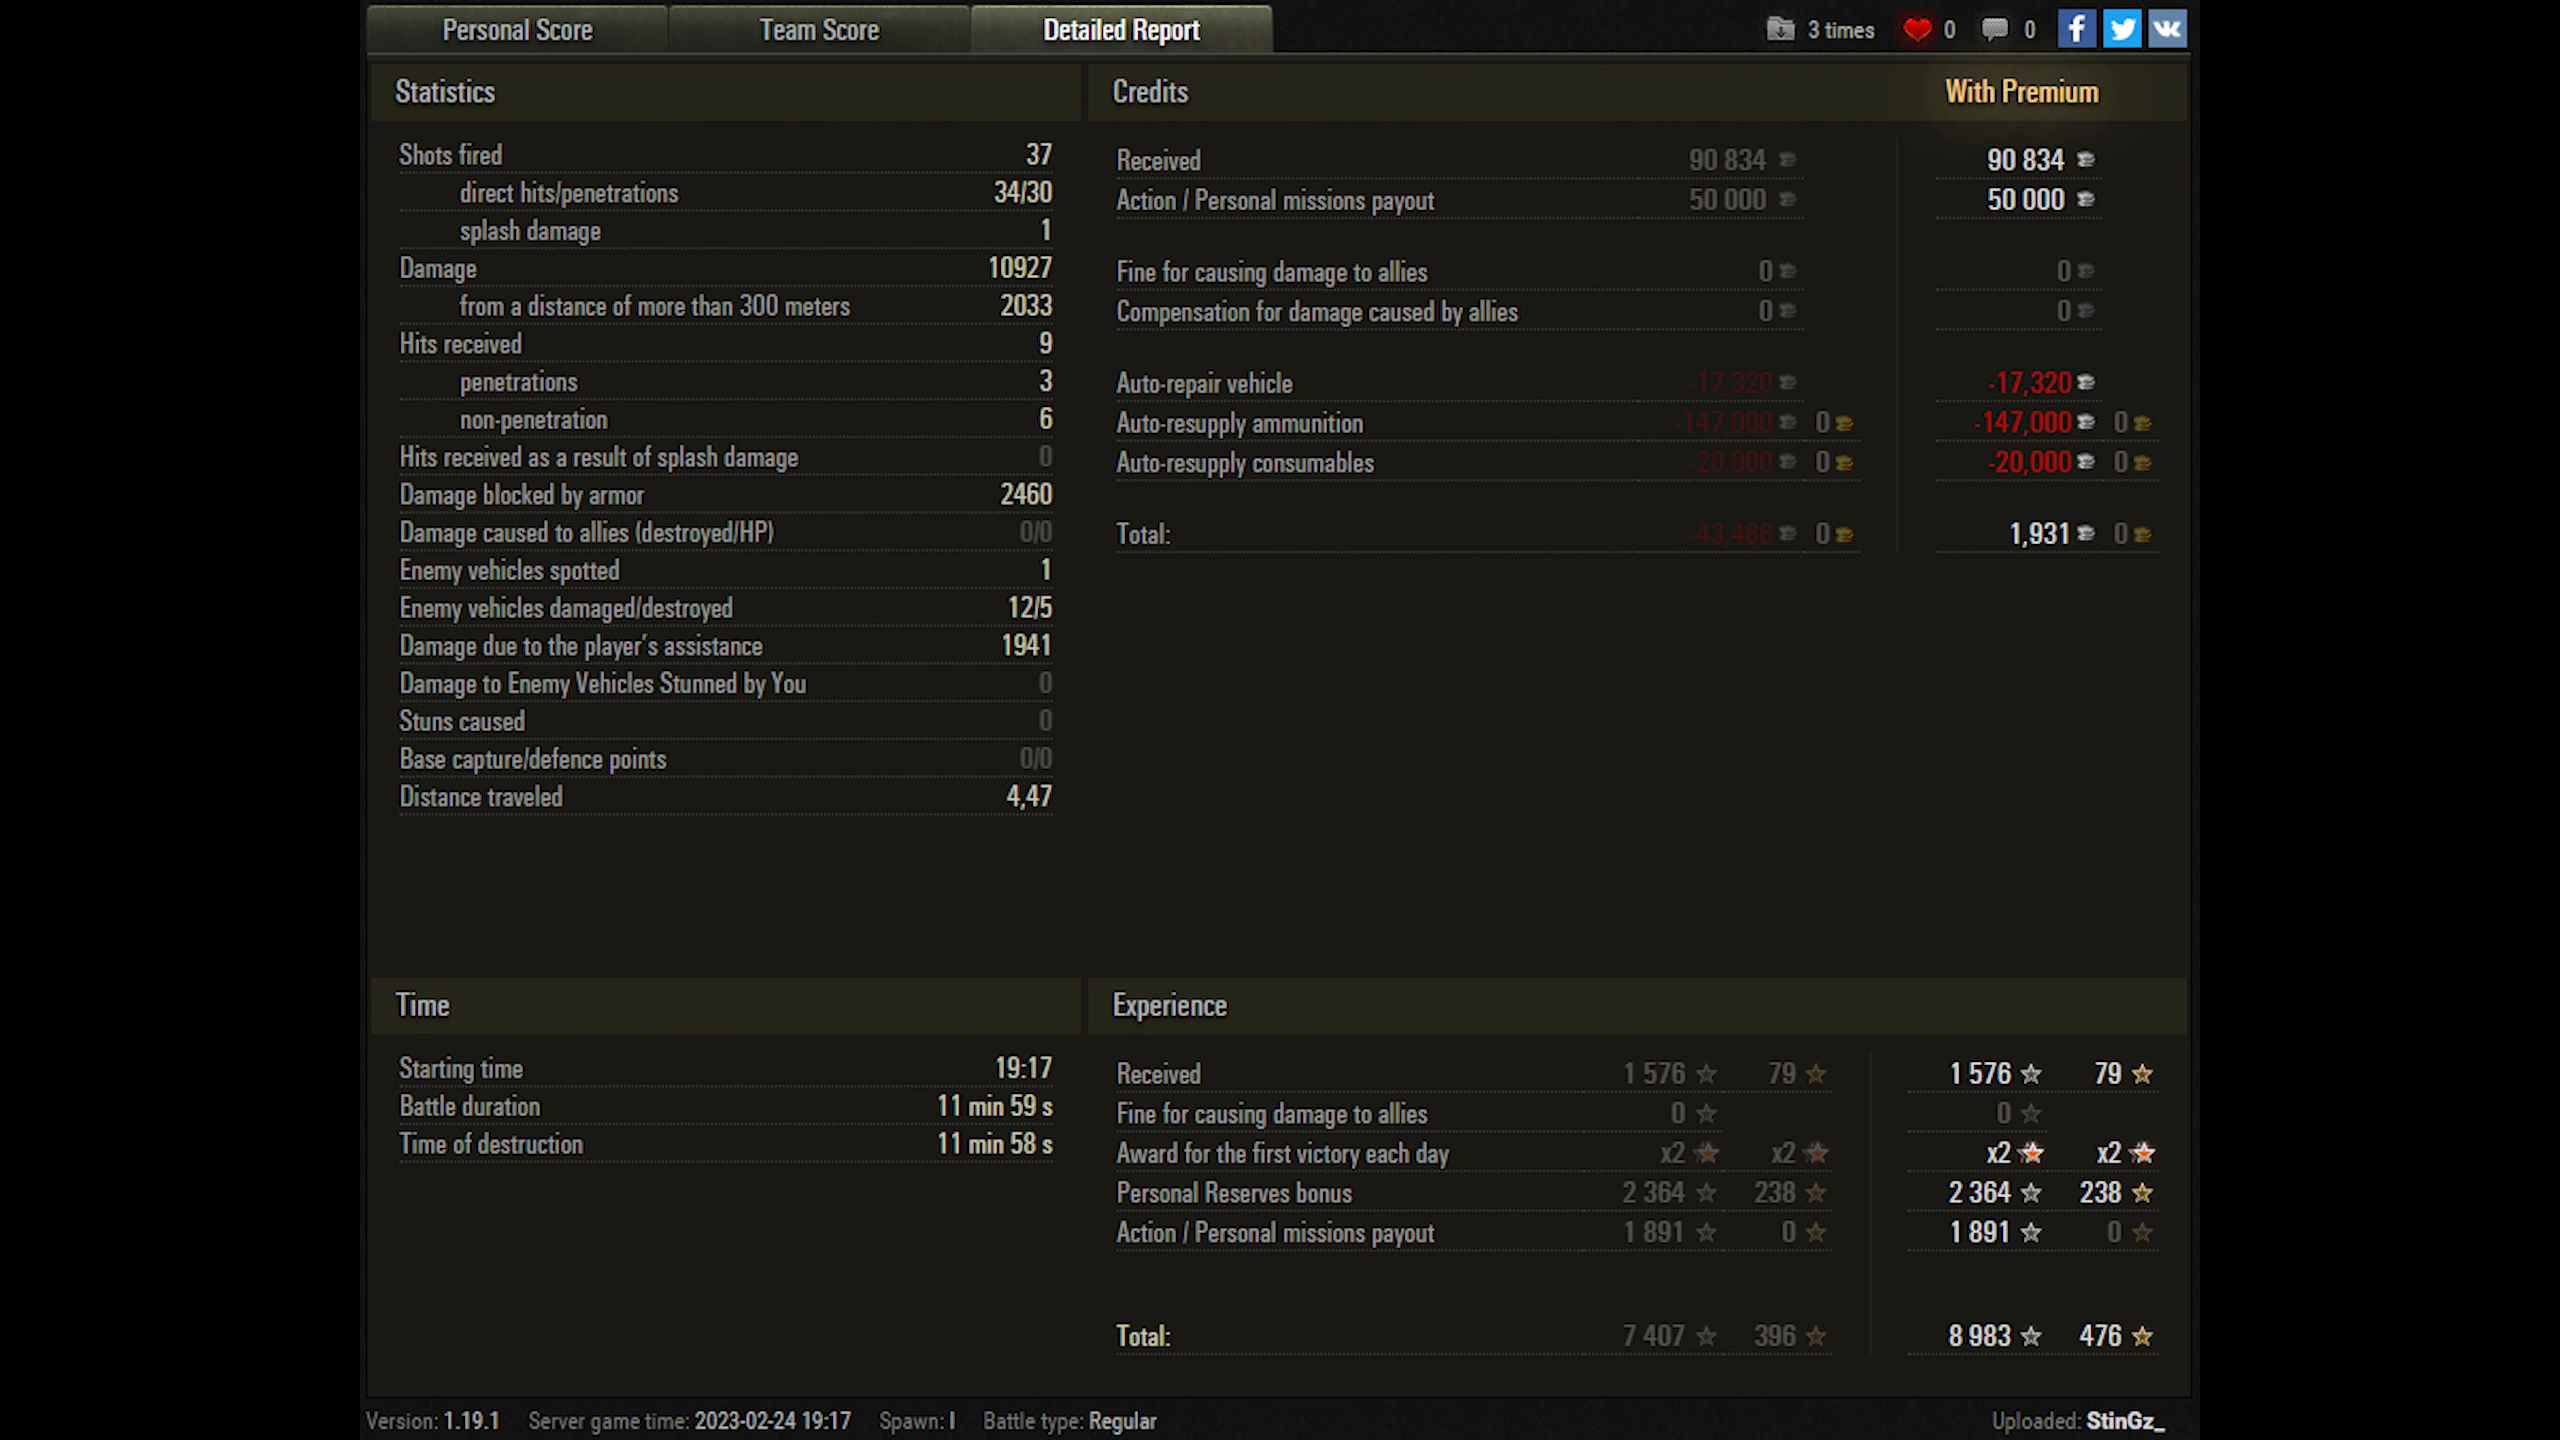 Personal Score
Team Score
Detailed Report
3 times
0
0
Statistics
Shots fired 37
direct hits/penetrations 34/30
splash damage 1
Damage 10927
from a distance of more than 300 meters 2033
Hits received 9
penetrations 3
non-penetration 6
Hits received as a result of splash damage 0
Damage blocked by armor 2460
Damage caused to allies (destroyed/HP) 0/0
Enemy vehicles spotted 1
Enemy vehicles damaged/destroyed 12/5
Damage due to the player's assistance 1941
Damage to Enemy Vehicles Stunned by You 0
Stuns caused 0
Base capture/defence points 0/0
Distance traveled 4,47
Credits With Premium
Received 90 834 90 834
Action / Personal missions payout 50 000 50 000
Fine for causing damage to allies 0 0
Compensation for damage caused by allies 0 0
Auto-repair vehicle -17,320 -17,320
Auto-resupply ammunition -147,000 0 -147,000 0
Auto-resupply consumables -20,000 0 -20,000 0
Total: -43,486 0 1,931 0
Time
Starting time 19:17
Battle duration 11 min 59 s
Time of destruction 11 min 58 s
Experience
Received 1 576 79 1 576 79
Fine for causing damage to allies 0 0
Award for the first victory each day x2 x2 x2 x2
Personal Reserves bonus 2 364 238 2 364 238
Action / Personal missions payout 1 891 0 1 891 0
Total: 7 407 396 8 983 476
Version: 1.19.1 Server game time: 2023-02-24 19:17 Spawn: I Battle type: Regular Uploaded: StinGz_